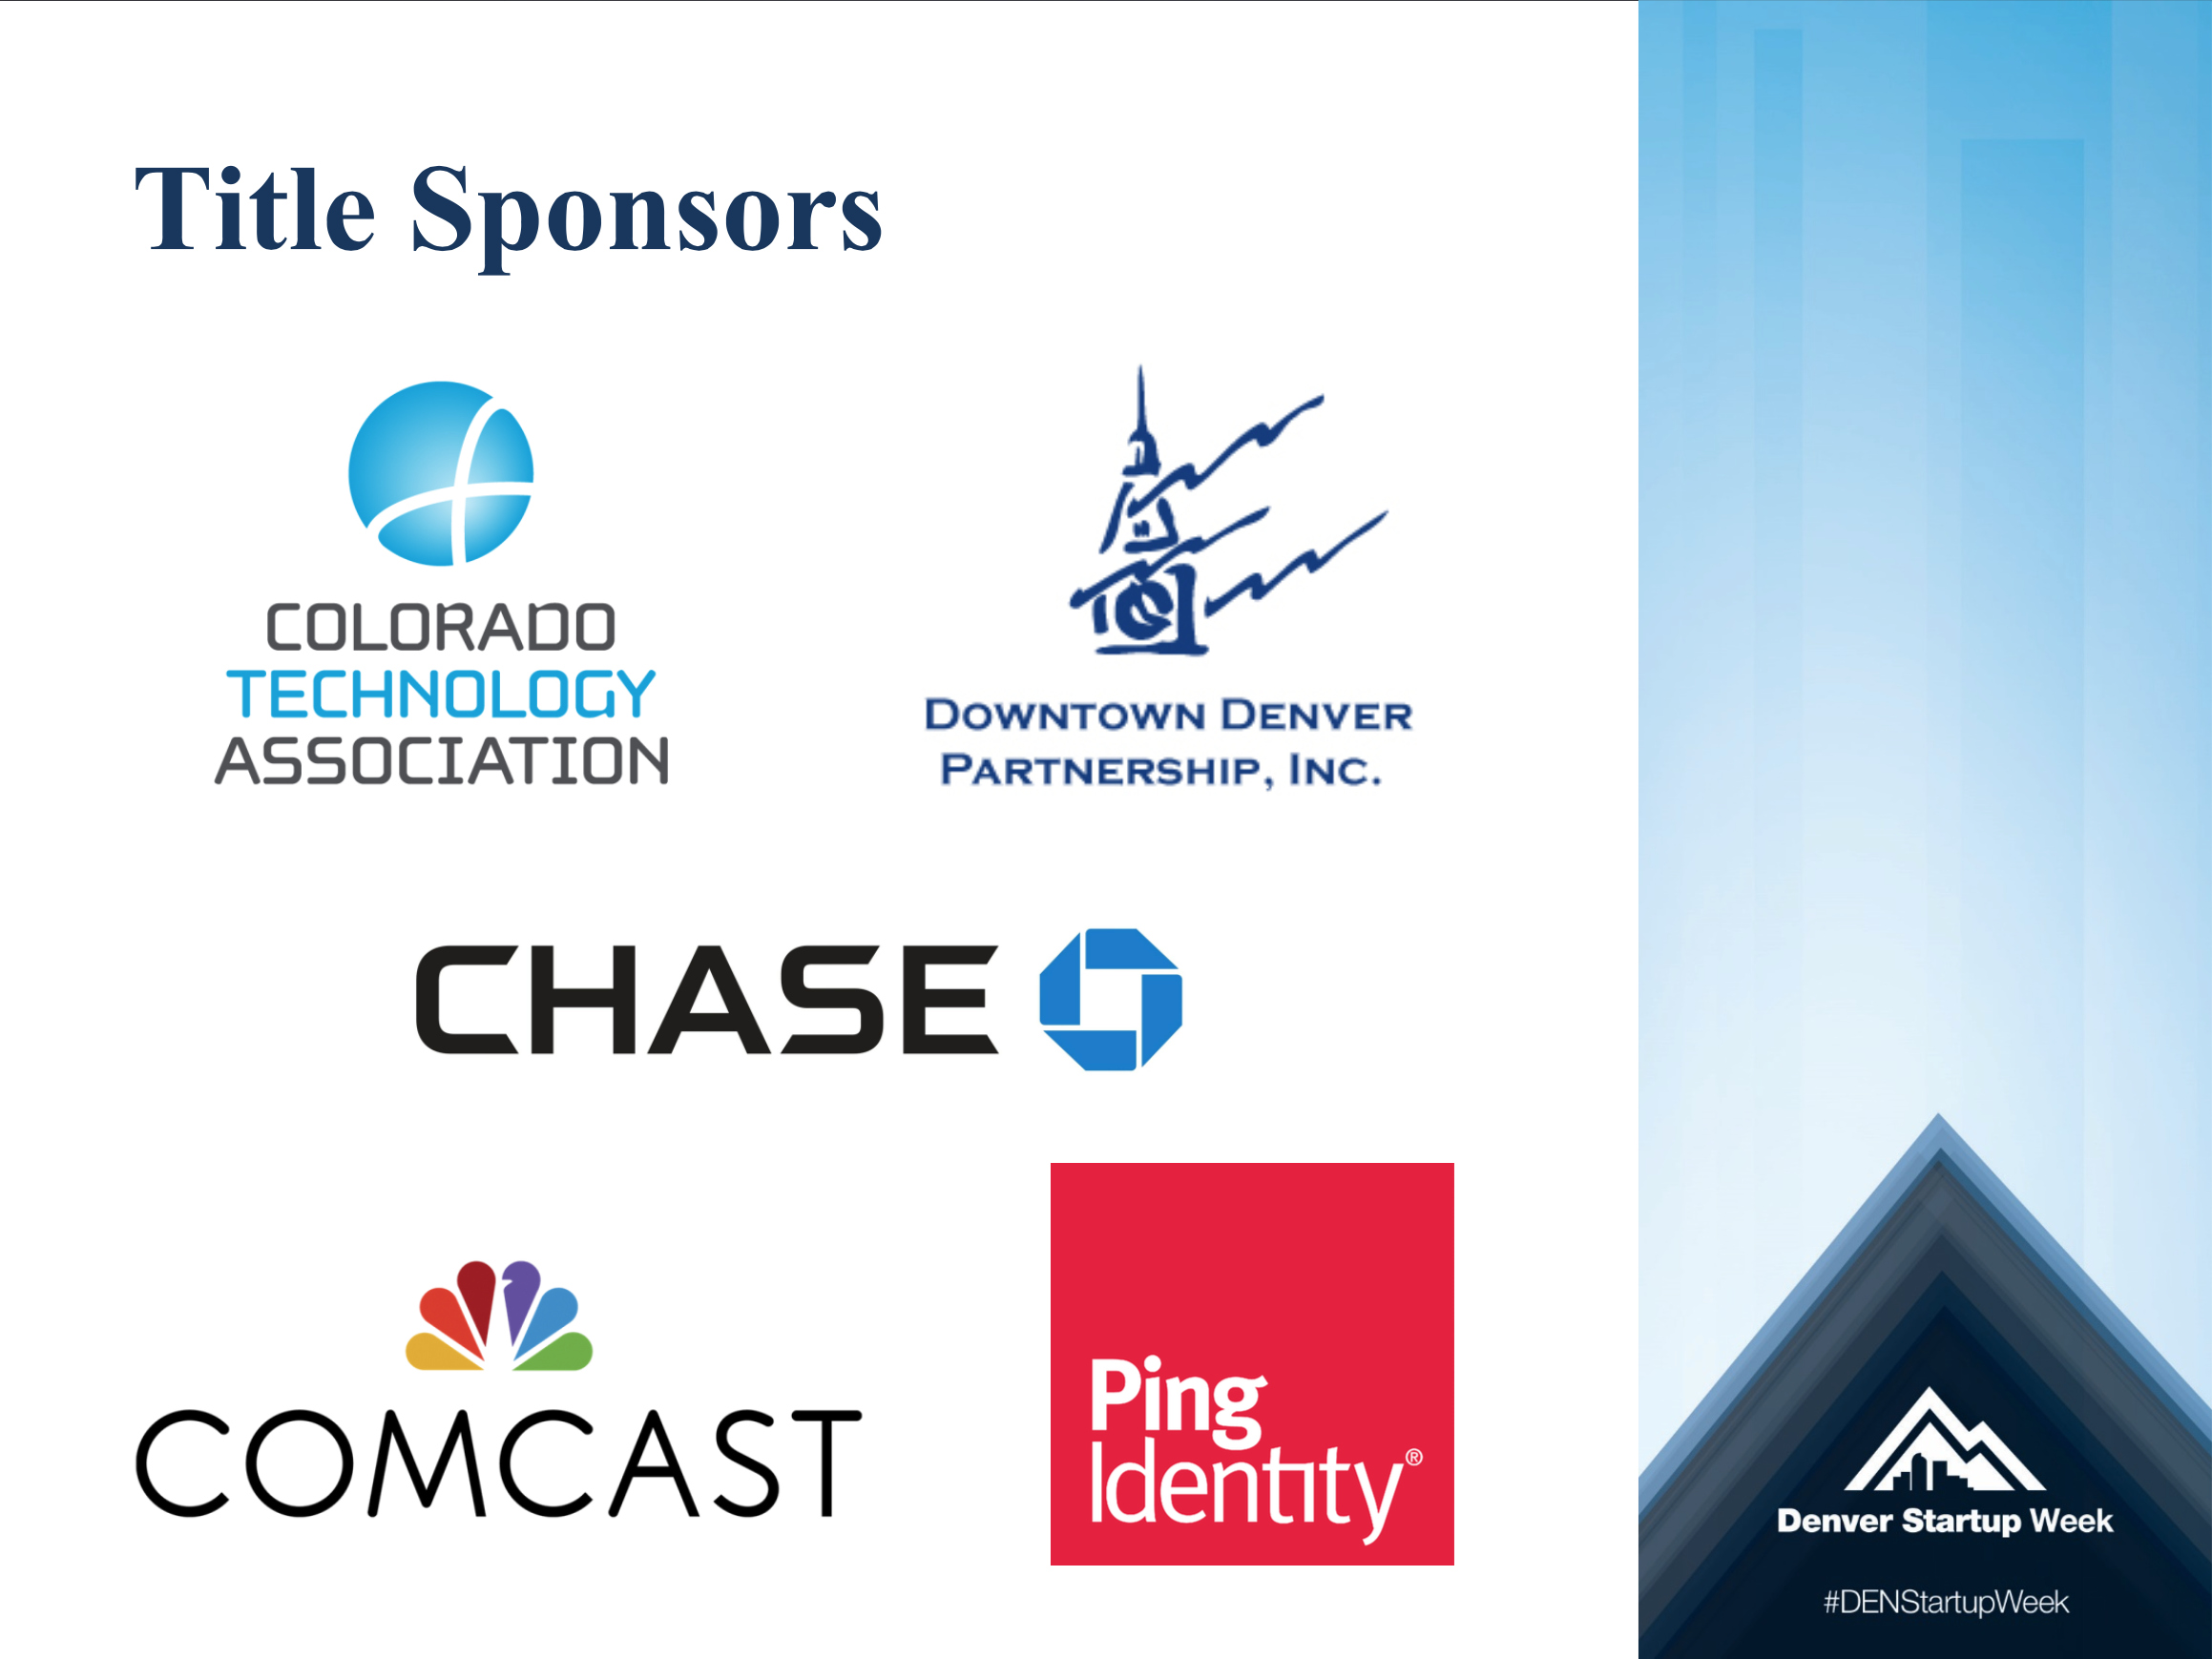 Title Sponsors
COLORADO
TECHNOLOGY
ASSOCIATION
DOWNTOWN DENVER
PARTNERSHIP, INC.
CHASE
COMCAST
Ping
Identity®
Denver Startup Week
#DENStartupWeek